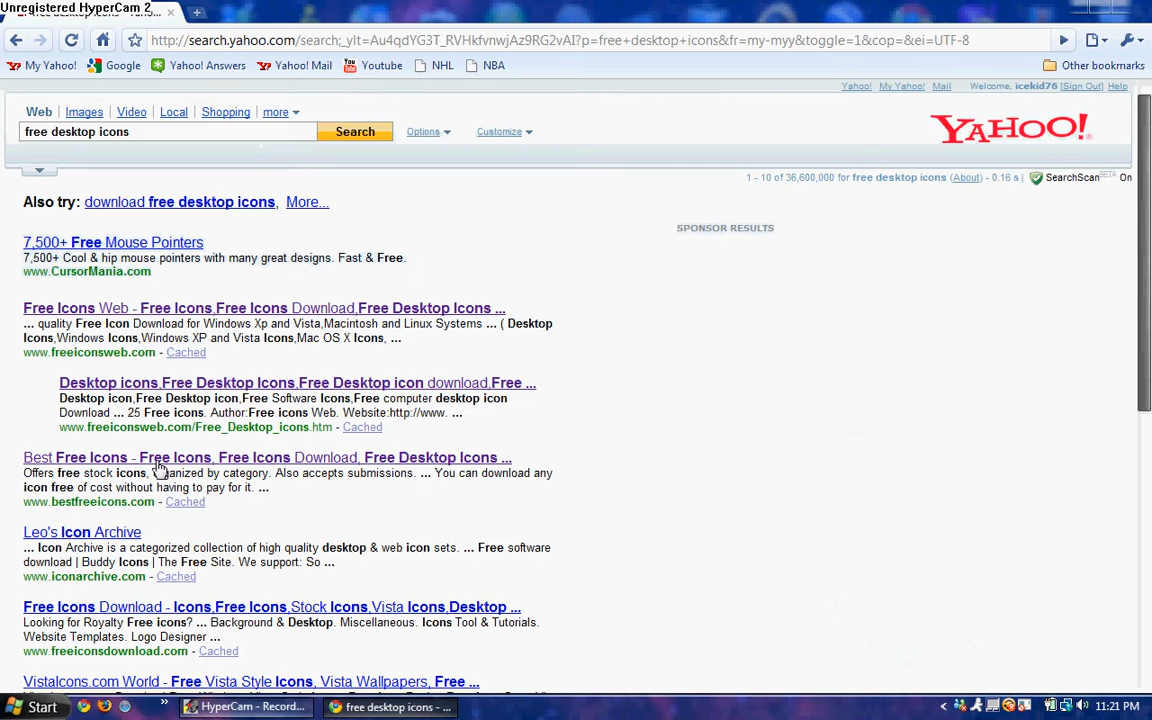 Unregistered HyperCam 2
http://search.yahoo.com/search;_ylt=Au4qdYG3T_RVHkfvnwjAz9RG2vAI?p=free+desktop+icons&fr=my-myy&toggle=1&cop=&ei=UTF-8
My Yahoo! Google Yahoo! Answers Yahoo! Mail Youtube NHL NBA Other bookmarks
Yahoo! My Yahoo! Mail Welcome, icekid76 [Sign Out] Help
Web Images Video Local Shopping more
free desktop icons Search Options Customize YAHOO!
1 - 10 of 36,600,000 for free desktop icons (About) - 0.16 s | SearchScan BETA On
Also try: download free desktop icons, More...
SPONSOR RESULTS
7,500+ Free Mouse Pointers
7,500+ Cool & hip mouse pointers with many great designs. Fast & Free.
www.CursorMania.com
Free Icons Web - Free Icons,Free Icons Download,Free Desktop Icons ...
... quality Free Icon Download for Windows Xp and Vista,Macintosh and Linux Systems ... ( Desktop
Icons,Windows Icons,Windows XP and Vista Icons,Mac OS X Icons, ...
www.freeiconsweb.com - Cached
Desktop icons,Free Desktop Icons,Free Desktop icon download,Free ...
Desktop icon,Free Desktop icon,Free Software Icons,Free computer desktop icon
Download ... 25 Free icons. Author:Free icons Web. Website:http://www. ...
www.freeiconsweb.com/Free_Desktop_icons.htm - Cached
Best Free Icons - Free Icons, Free Icons Download, Free Desktop Icons ...
Offers free stock icons, organized by category. Also accepts submissions. ... You can download any
icon free of cost without having to pay for it. ...
www.bestfreeicons.com - Cached
Leo's Icon Archive
... Icon Archive is a categorized collection of high quality desktop & web icon sets. ... Free software
download | Buddy Icons | The Free Site. We support: So ...
www.iconarchive.com - Cached
Free Icons Download - Icons,Free Icons,Stock Icons,Vista Icons,Desktop ...
Looking for Royalty Free icons? ... Background & Desktop. Miscellaneous. Icons Tool & Tutorials.
Website Templates. Logo Designer ...
www.freeiconsdownload.com - Cached
VistaIcons.com World - Free Vista Style Icons, Vista Wallpapers, Free ...
Start HyperCam - Record... free desktop icons - ... 11:21 PM